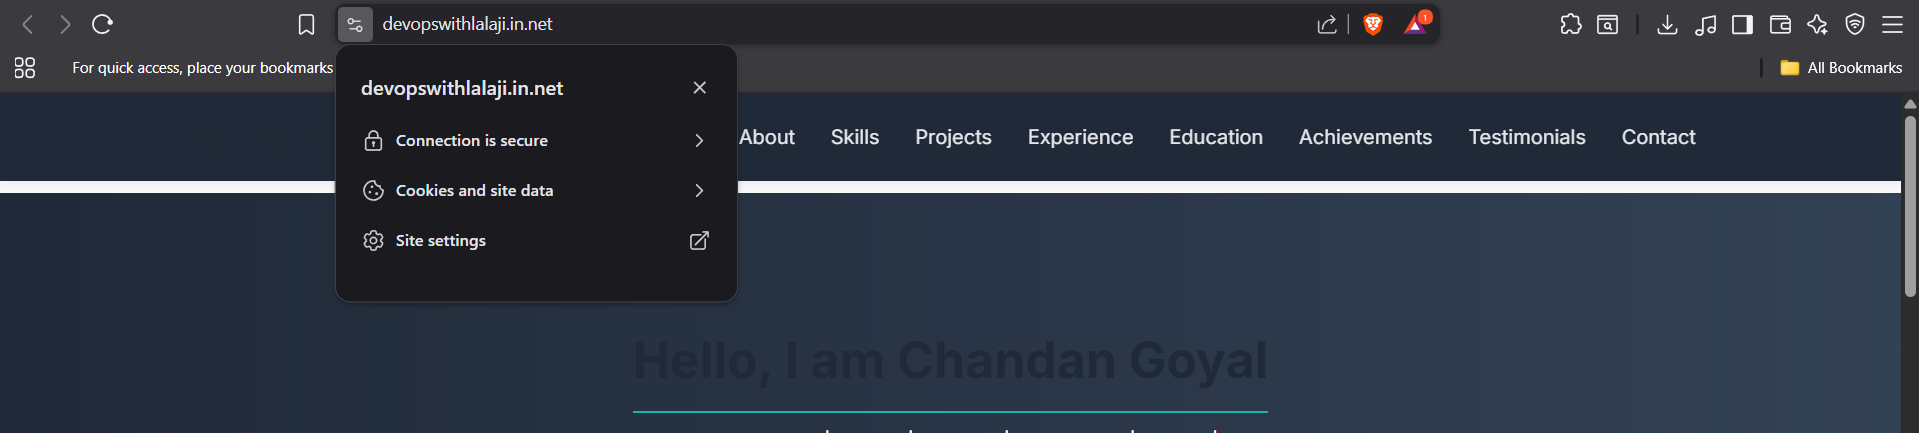 devopswithlalaji.in.net
1
For quick access, place your bookmarks
All Bookmarks
devopswithlalaji.in.net
Connection is secure
Cookies and site data
Site settings
About Skills Projects Experience Education Achievements Testimonials Contact
Hello, I am Chandan Goyal